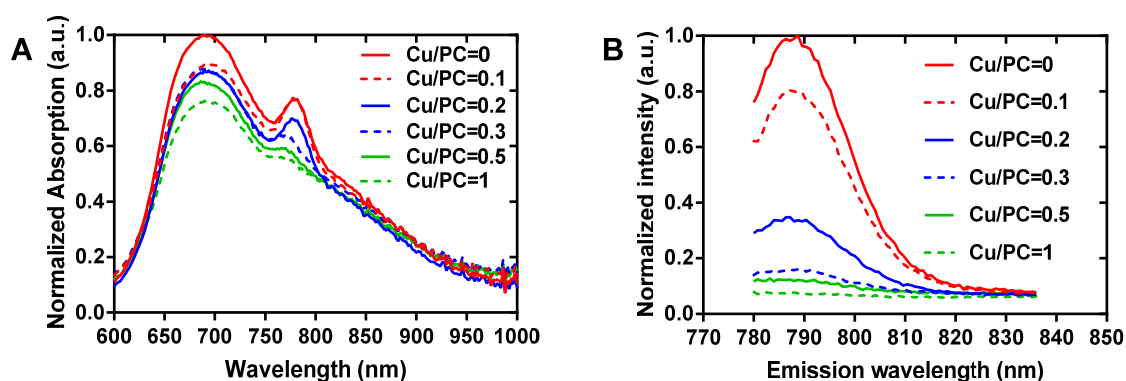 A
Normalized Absorption (a.u.)
1.0
0.8
0.6
0.4
0.2
0.0
600 650 700 750 800 850 900 950 1000
Wavelength (nm)
Cu/PC=0
Cu/PC=0.1
Cu/PC=0.2
Cu/PC=0.3
Cu/PC=0.5
Cu/PC=1
B
Normalized intensity (a.u.)
1.0
0.8
0.6
0.4
0.2
0.0
770 780 790 800 810 820 830 840 850
Emission wavelength (nm)
Cu/PC=0
Cu/PC=0.1
Cu/PC=0.2
Cu/PC=0.3
Cu/PC=0.5
Cu/PC=1